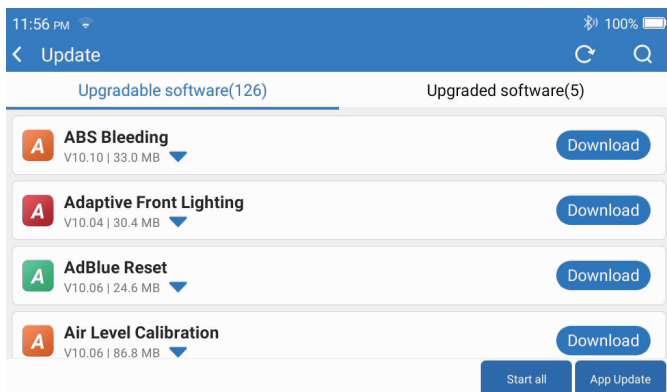 11:56 PM 100%
Update
Upgradable software(126) Upgraded software(5)
A ABS Bleeding
V10.10 | 33.0 MB
Download
A Adaptive Front Lighting
V10.04 | 30.4 MB
Download
A AdBlue Reset
V10.06 | 24.6 MB
Download
A Air Level Calibration
V10.06 | 86.8 MB
Download
Start all App Update